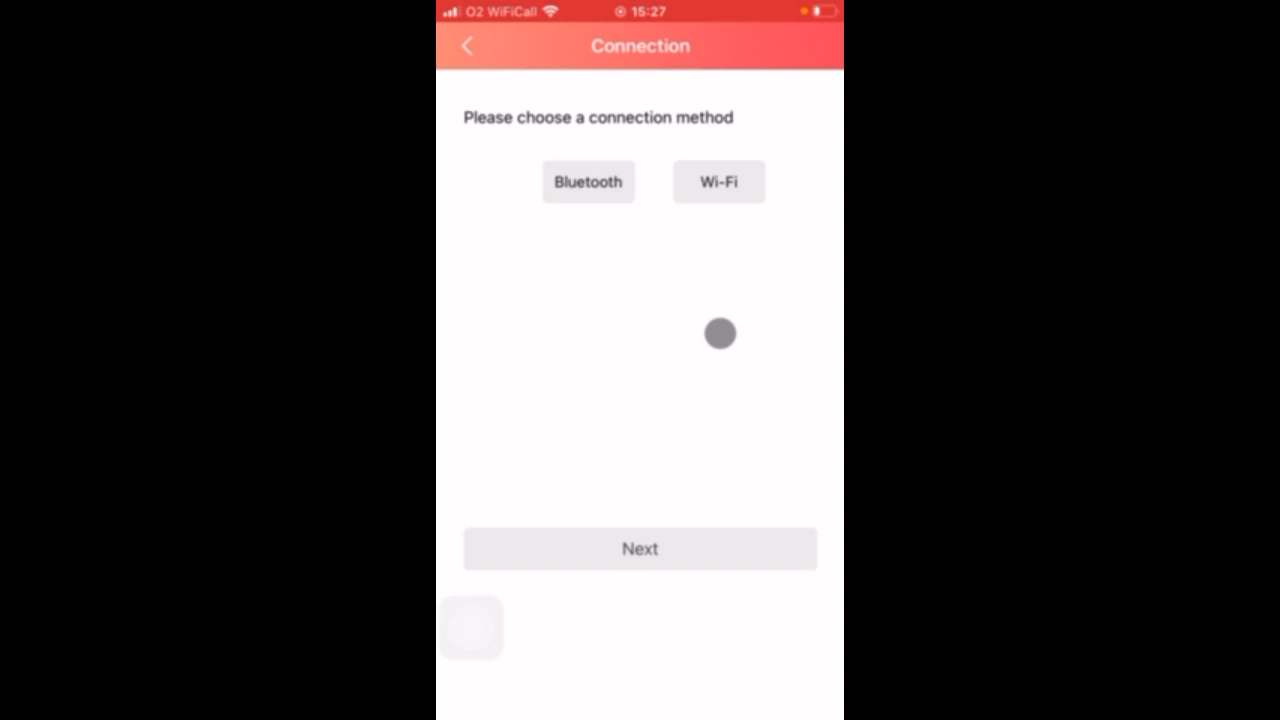 O2 WiFiCall 15:27
Connection
Please choose a connection method
Bluetooth Wi-Fi
Next